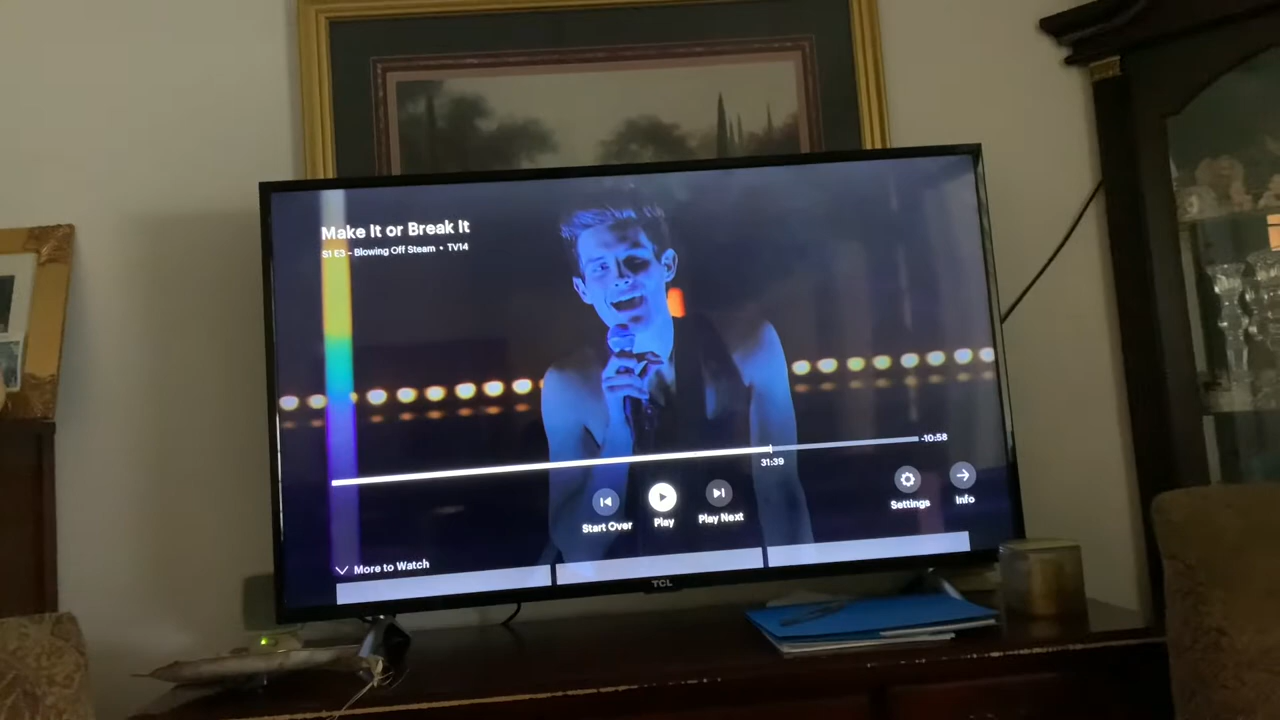 Make It or Break It
S1 E3 - Blowing Off Steam • TV14
-10:58
31:39
Start Over
Play
Play Next
Settings
Info
More to Watch
TCL